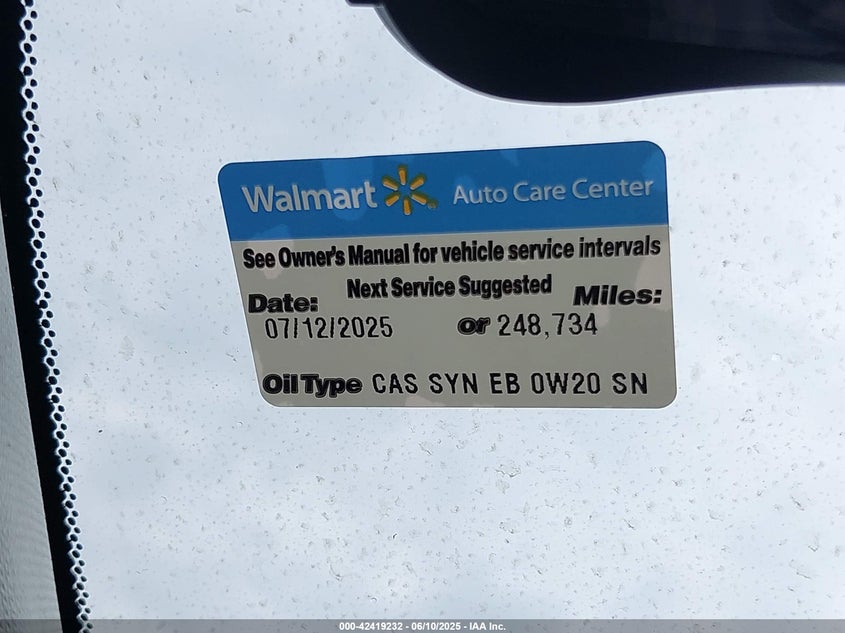 Walmart Auto Care Center
See Owner's Manual for vehicle service intervals
Next Service Suggested
Date: Miles:
07/12/2025 or 248,734
Oil Type CAS SYN EB 0W20 SN
000-42419232 - 06/10/2025 - IAA Inc.